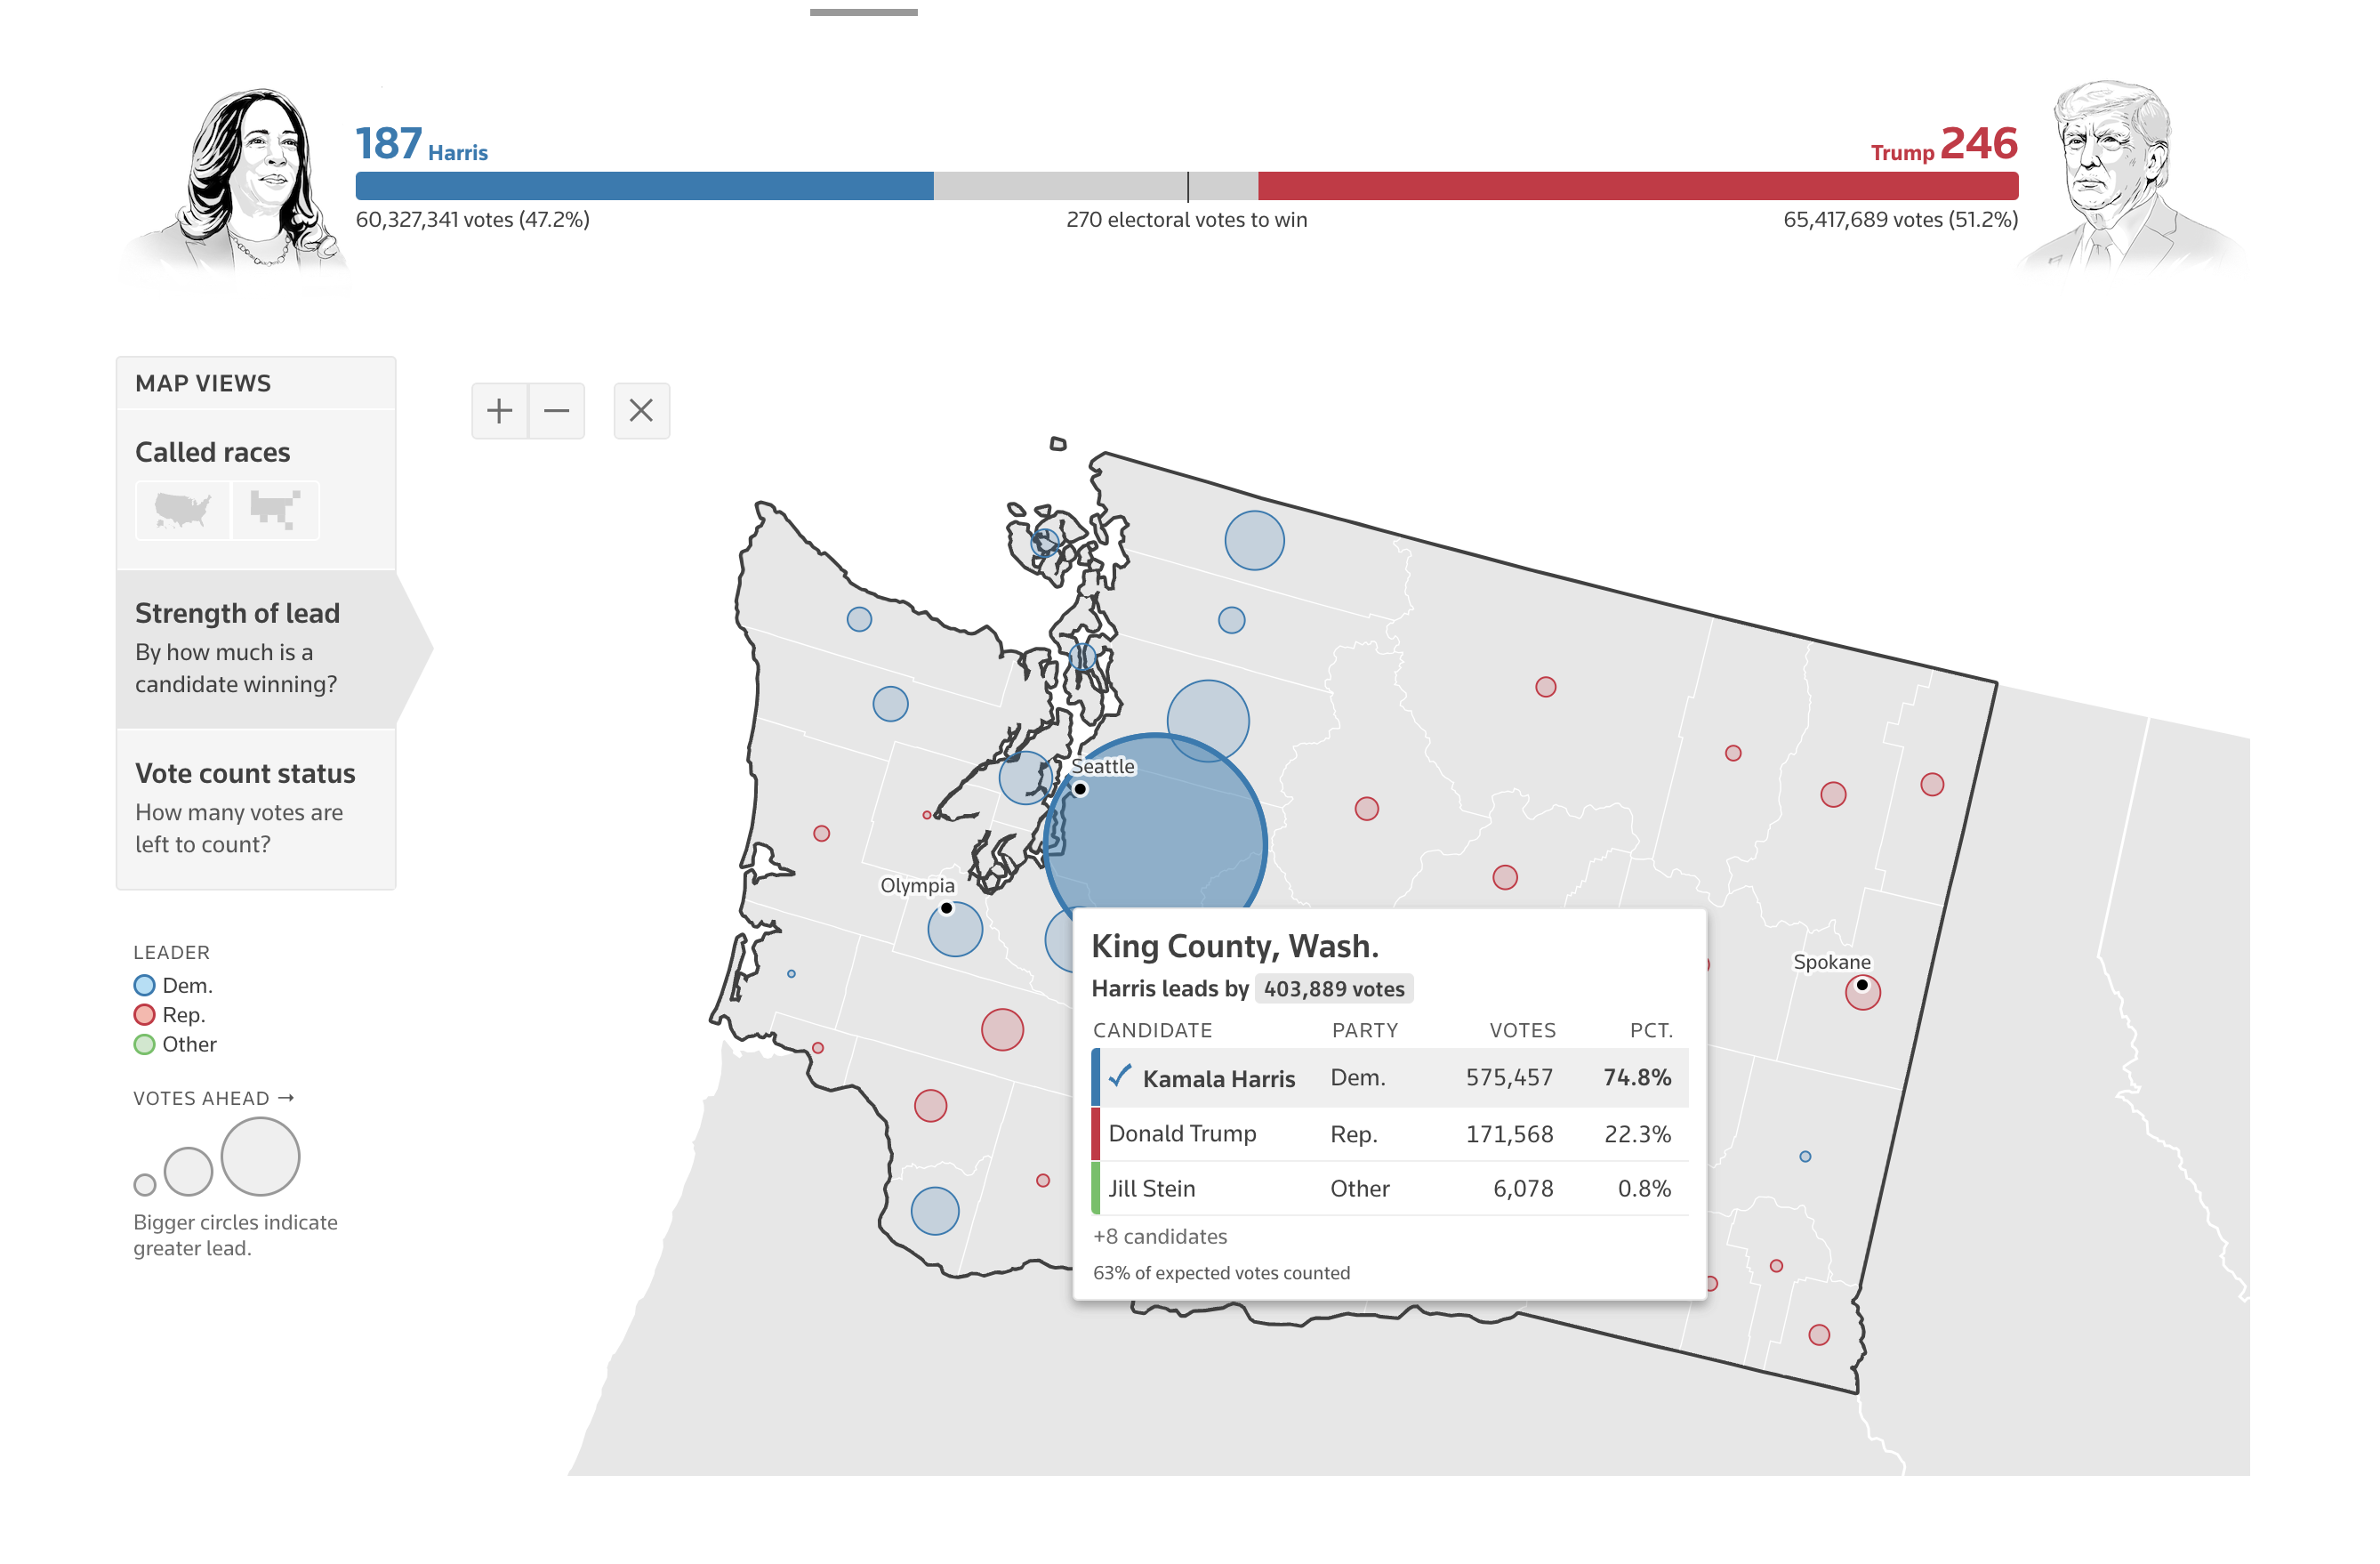 187 Harris
Trump 246
60,327,341 votes (47.2%)
270 electoral votes to win
65,417,689 votes (51.2%)
MAP VIEWS
Called races
Strength of lead
By how much is a
candidate winning?
Vote count status
How many votes are
left to count?
LEADER
Dem.
Rep.
Other
VOTES AHEAD →
Bigger circles indicate
greater lead.
Seattle
Olympia
Spokane
King County, Wash.
Harris leads by 403,889 votes
CANDIDATE PARTY VOTES PCT.
✓ Kamala Harris Dem. 575,457 74.8%
Donald Trump Rep. 171,568 22.3%
Jill Stein Other 6,078 0.8%
+8 candidates
63% of expected votes counted